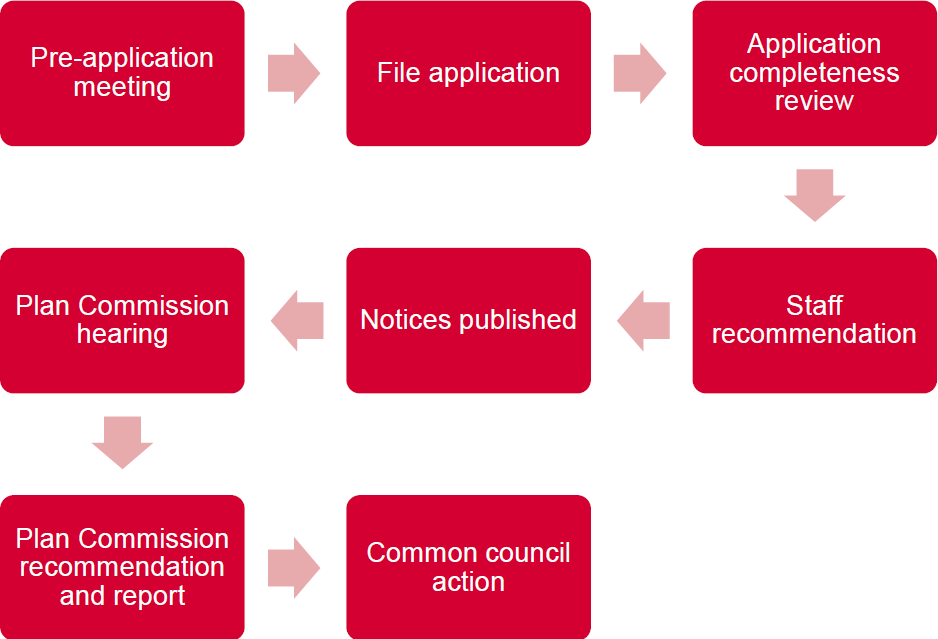 Pre-application
meeting
File application
Application
completeness
review
Staff
recommendation
Notices published
Plan Commission
hearing
Plan Commission
recommendation
and report
Common council
action